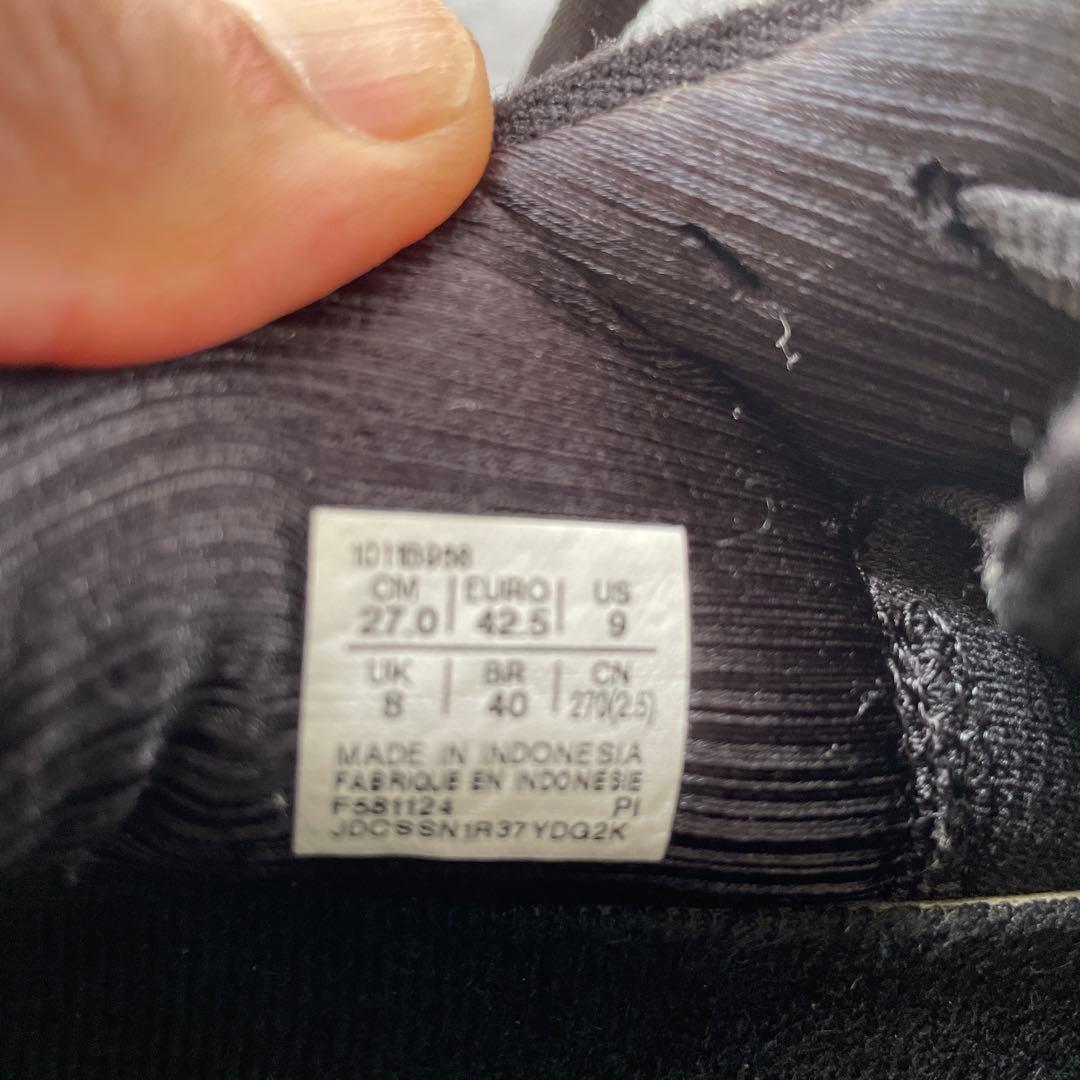 1011B958
CM EURO US
27.0 42.5 9
UK BR CN
8 40 270(2.5)
MADE IN INDONESIA
FABRIQUE EN INDONESIE
F581124 PI
JDCSSN1R37YDQ2K